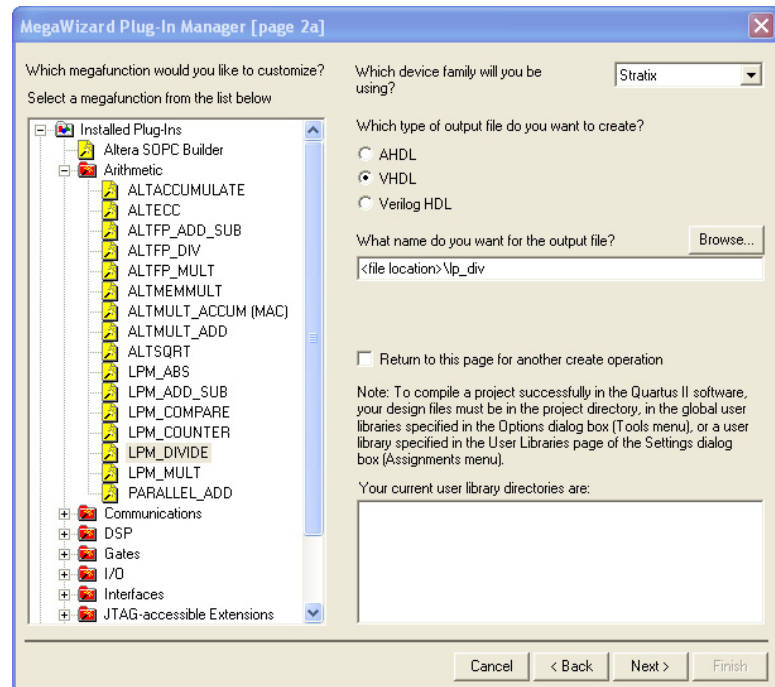 MegaWizard Plug-In Manager [page 2a]
Which megafunction would you like to customize?
Select a megafunction from the list below
Installed Plug-Ins
Altera SOPC Builder
Arithmetic
ALTACCUMULATE
ALTECC
ALTFP_ADD_SUB
ALTFP_DIV
ALTFP_MULT
ALTMEMMULT
ALTMULT_ACCUM (MAC)
ALTMULT_ADD
ALTSQRT
LPM_ABS
LPM_ADD_SUB
LPM_COMPARE
LPM_COUNTER
LPM_DIVIDE
LPM_MULT
PARALLEL_ADD
Communications
DSP
Gates
I/O
Interfaces
JTAG-accessible Extensions
Which device family will you be
using?
Stratix
Which type of output file do you want to create?
AHDL
VHDL
Verilog HDL
What name do you want for the output file?
Browse...
<file location>\lp_div
Return to this page for another create operation
Note: To compile a project successfully in the Quartus II software,
your design files must be in the project directory, in the global user
libraries specified in the Options dialog box (Tools menu), or a user
library specified in the User Libraries page of the Settings dialog
box (Assignments menu).
Your current user library directories are:
Cancel
< Back
Next >
Finish